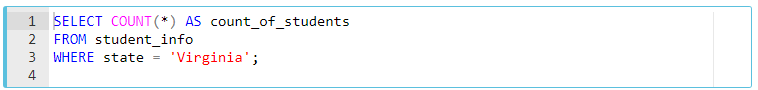 1 SELECT COUNT(*) AS count_of_students
2 FROM student_info
3 WHERE state = 'Virginia';
4